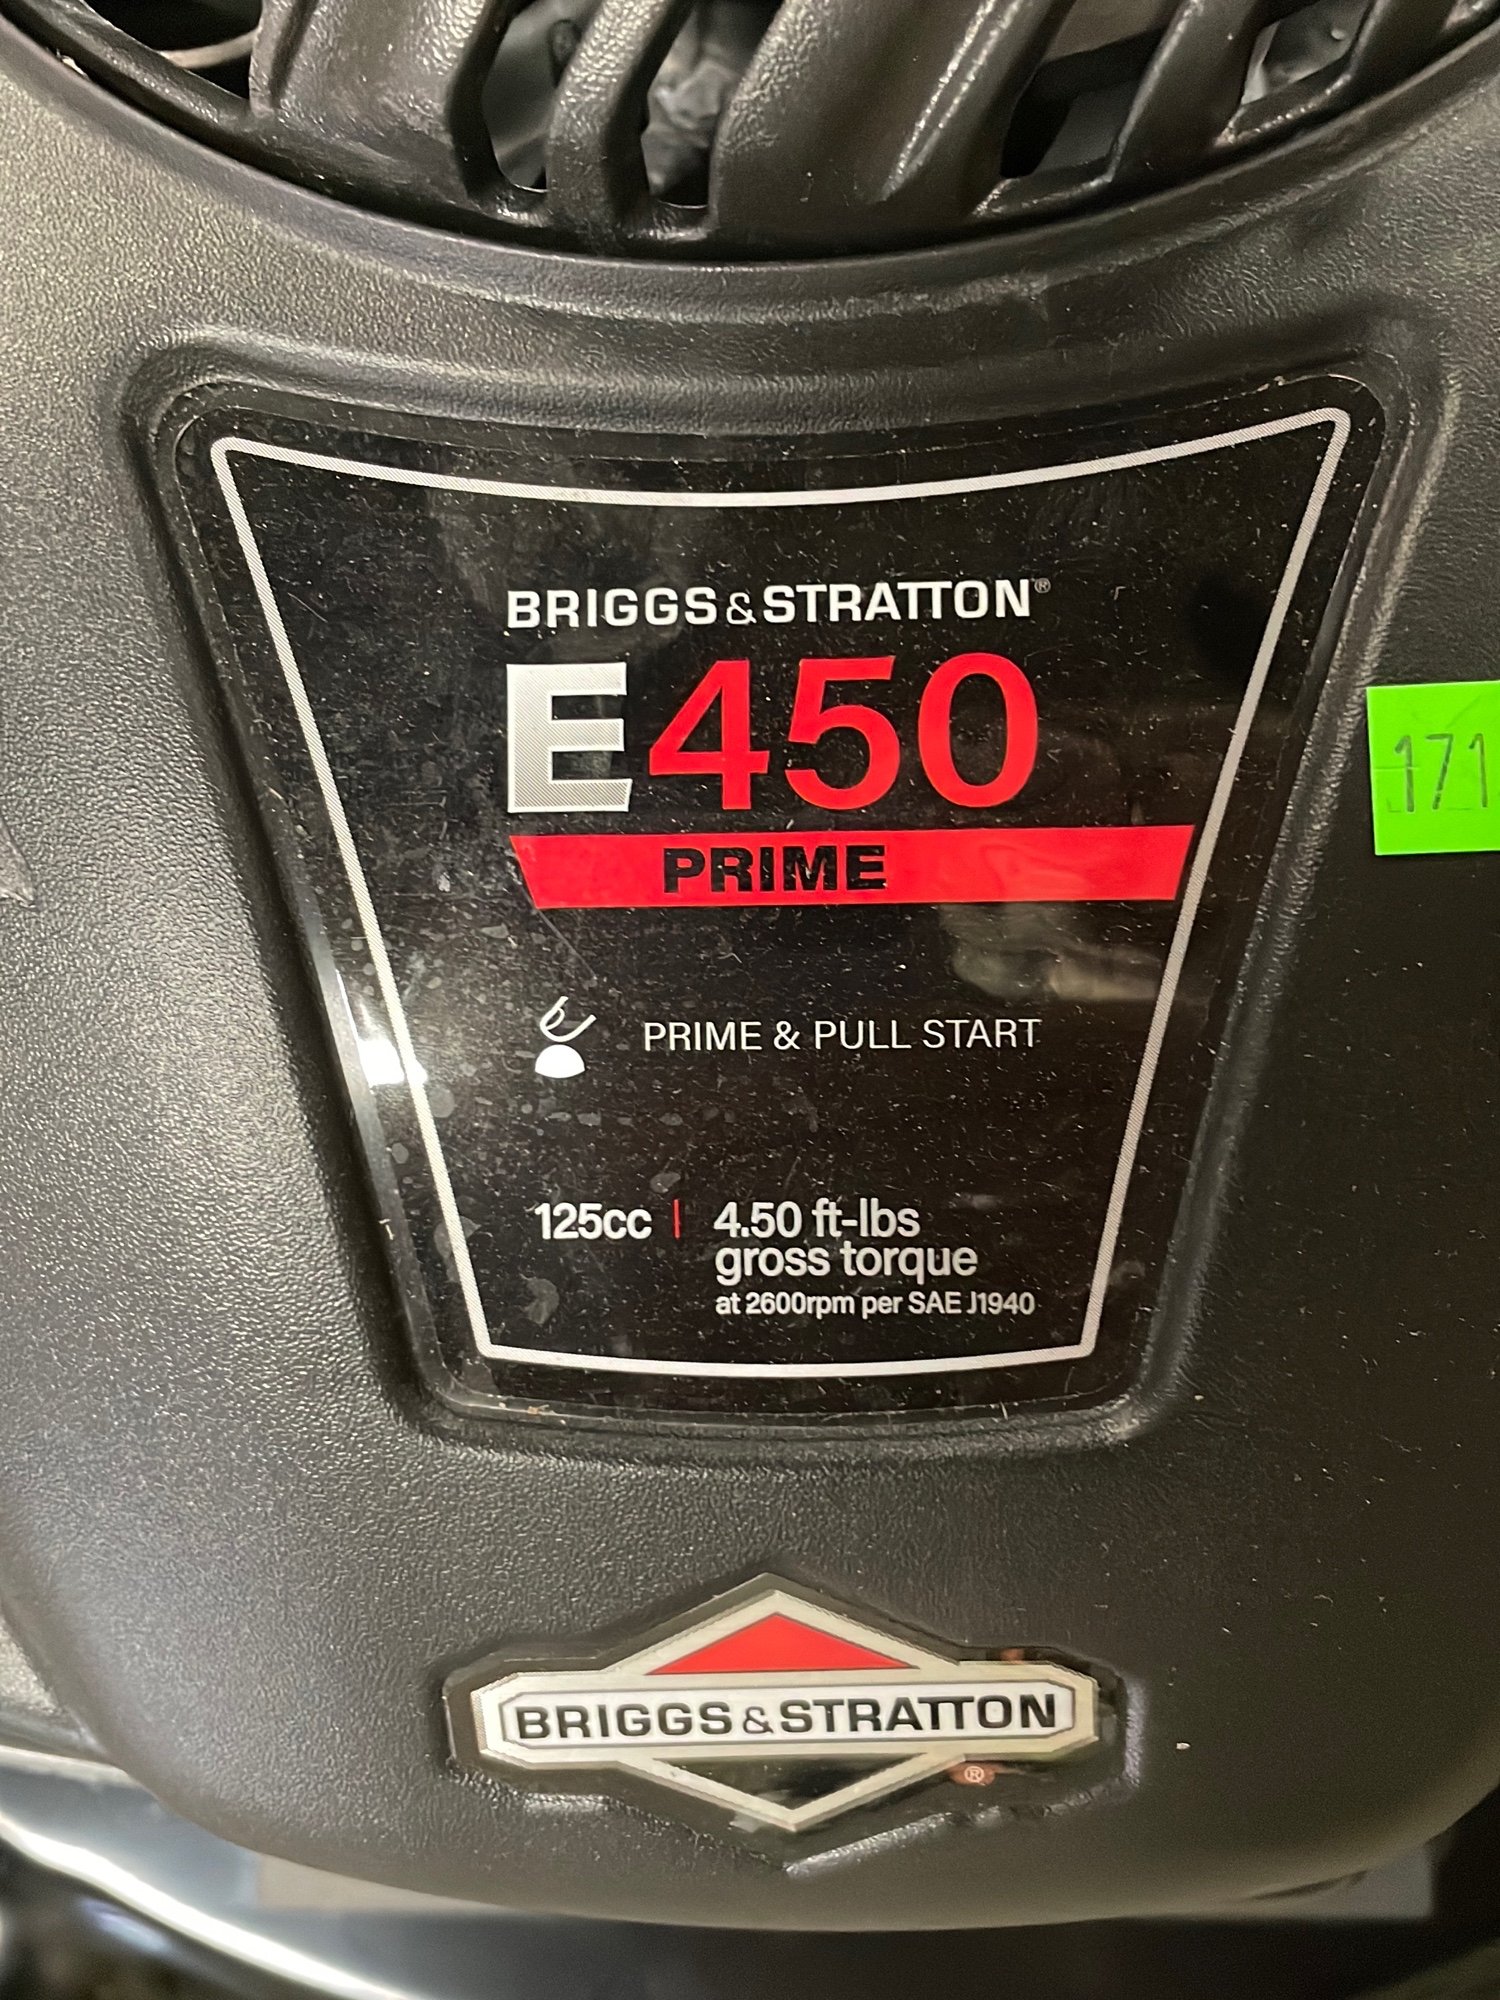 BRIGGS & STRATTON®
E450
PRIME
171
PRIME & PULL START
125cc | 4.50 ft-lbs
gross torque
at 2600rpm per SAE J1940
BRIGGS & STRATTON
®